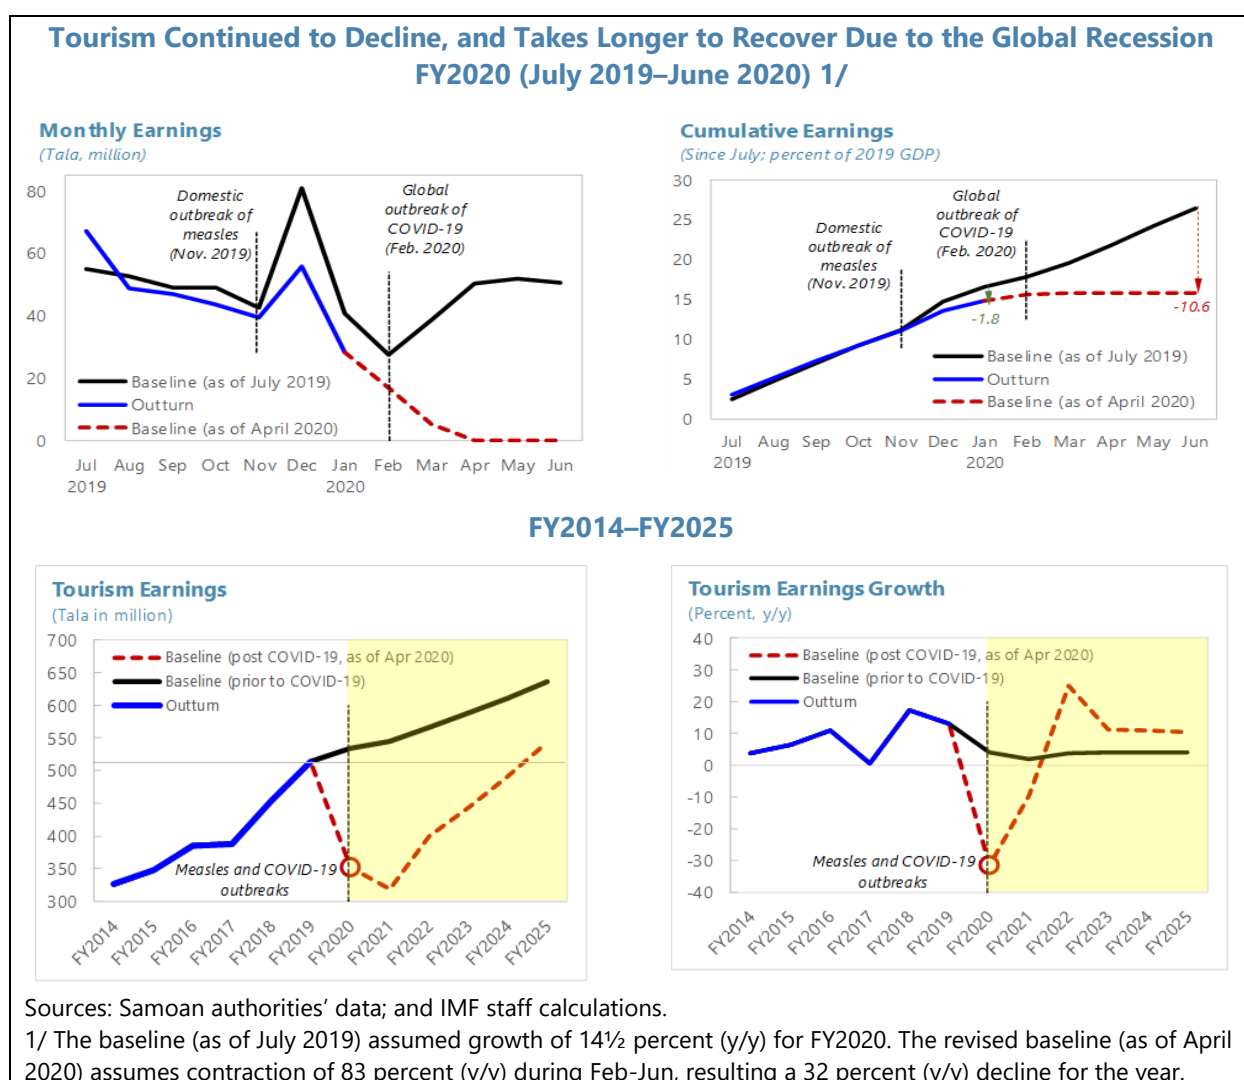 Tourism Continued to Decline, and Takes Longer to Recover Due to the Global Recession
FY2020 (July 2019–June 2020) 1/
Monthly Earnings
(Tala, million)
80
60
40
20
0
Domestic
outbreak of
measles
(Nov. 2019)
Global
outbreak of
COVID-19
(Feb. 2020)
Baseline (as of July 2019)
Outturn
Baseline (as of April 2020)
Jul Aug Sep Oct Nov Dec Jan Feb Mar Apr May Jun
2019 2020
Cumulative Earnings
(Since July; percent of 2019 GDP)
30
25
20
15
10
5
0
Domestic
outbreak of
measles
(Nov. 2019)
Global
outbreak of
COVID-19
(Feb. 2020)
-1.8
-10.6
Baseline (as of July 2019)
Outturn
Baseline (as of April 2020)
Jul Aug Sep Oct Nov Dec Jan Feb Mar Apr May Jun
2019 2020
FY2014–FY2025
Tourism Earnings
(Tala in million)
700
650
600
550
500
450
400
350
300
Baseline (post COVID-19, as of Apr 2020)
Baseline (prior to COVID-19)
Outturn
Measles and COVID-19
outbreaks
FY2014 FY2015 FY2016 FY2017 FY2018 FY2019 FY2020 FY2021 FY2022 FY2023 FY2024 FY2025
Tourism Earnings Growth
(Percent, y/y)
40
30
20
10
0
-10
-20
-30
-40
Baseline (post COVID-19, as of Apr 2020)
Baseline (prior to COVID-19)
Outturn
Measles and COVID-19
outbreaks
FY2014 FY2015 FY2016 FY2017 FY2018 FY2019 FY2020 FY2021 FY2022 FY2023 FY2024 FY2025
Sources: Samoan authorities’ data; and IMF staff calculations.
1/ The baseline (as of July 2019) assumed growth of 14½ percent (y/y) for FY2020. The revised baseline (as of April
2020) assumes contraction of 83 percent (y/y) during Feb-Jun, resulting a 32 percent (y/y) decline for the year.